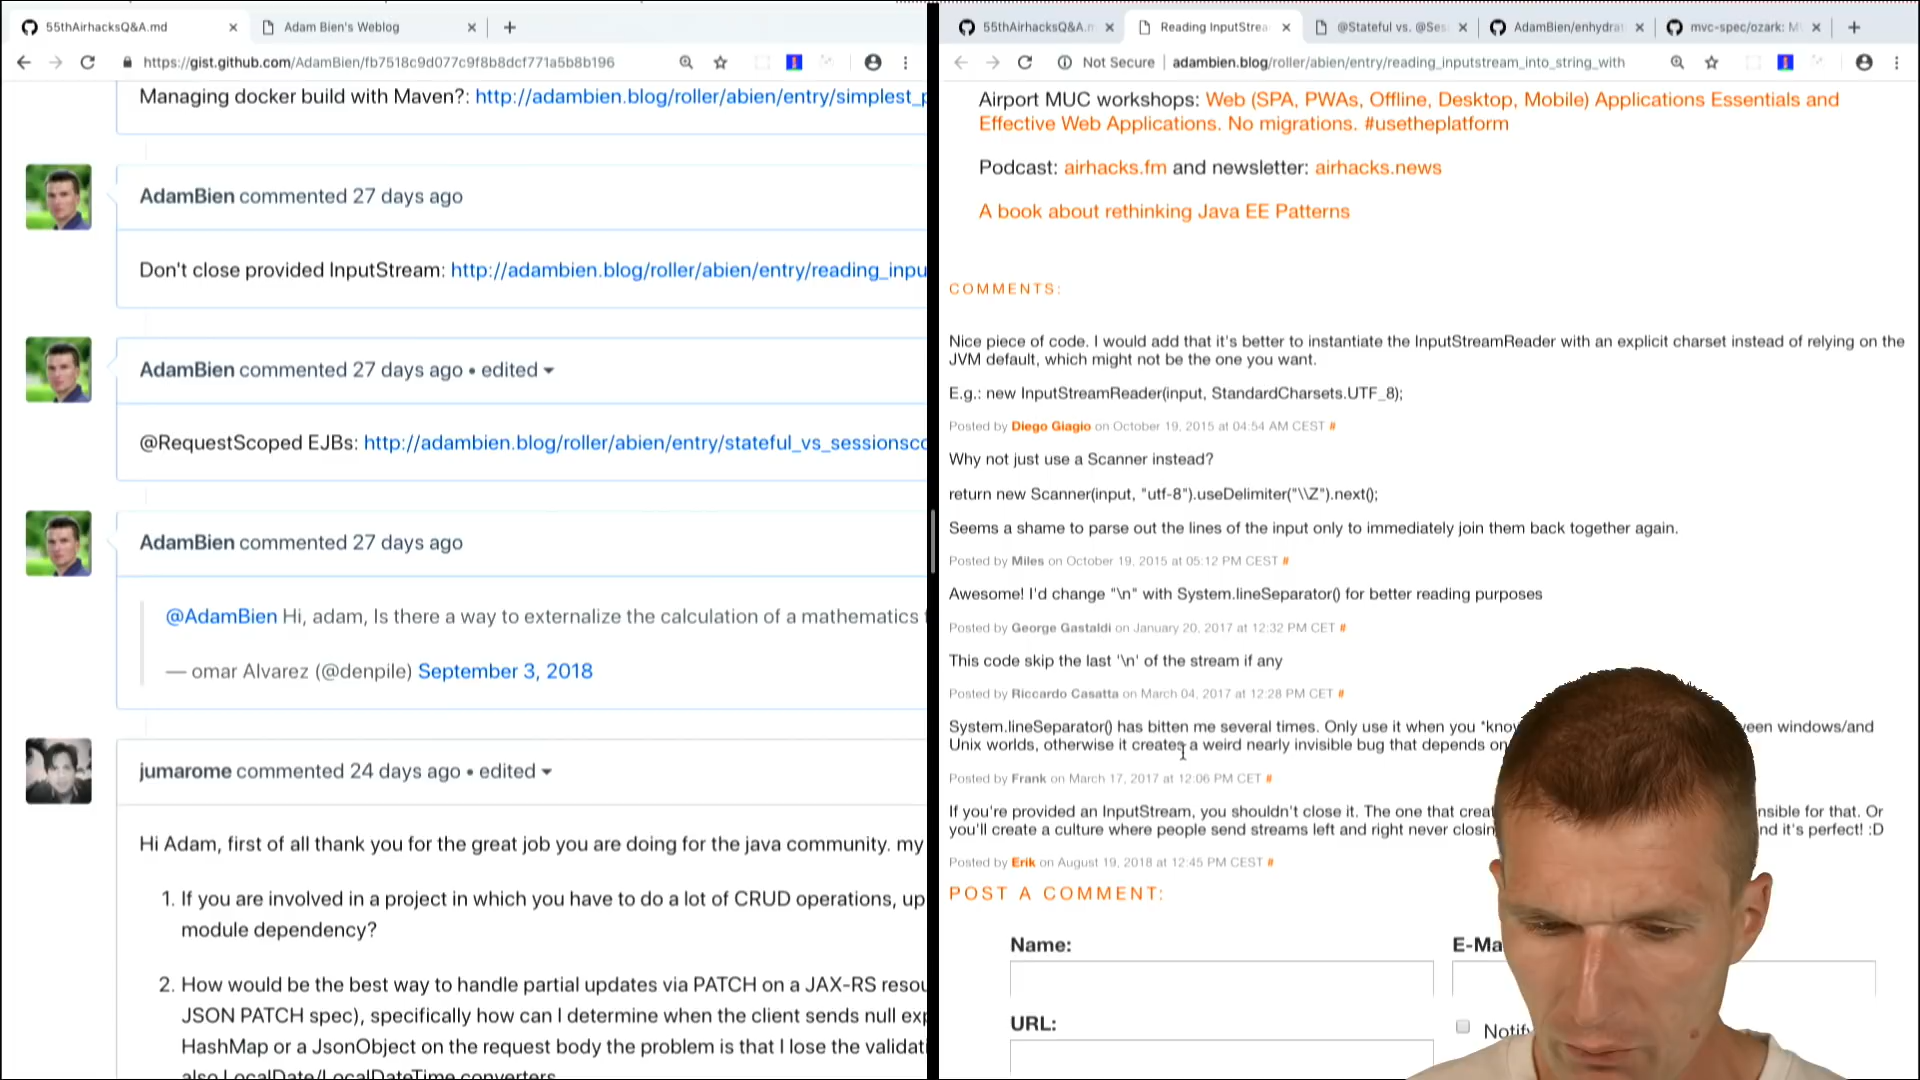 55thAirhacksQ&A.md
Adam Bien's Weblog
https://gist.github.com/AdamBien/fb7518c9d077c9f8b8dcf771a5b8b196
Managing docker build with Maven?: http://adambien.blog/roller/abien/entry/simplest_
AdamBien commented 27 days ago
Don't close provided InputStream: http://adambien.blog/roller/abien/entry/reading_inpu
AdamBien commented 27 days ago • edited
@RequestScoped EJBs: http://adambien.blog/roller/abien/entry/stateful_vs_sessionsc
AdamBien commented 27 days ago
@AdamBien Hi, adam, Is there a way to externalize the calculation of a mathematics
— omar Alvarez (@denpile) September 3, 2018
jumarome commented 24 days ago • edited
Hi Adam, first of all thank you for the great job you are doing for the java community. my
1. If you are involved in a project in which you have to do a lot of CRUD operations, up
module dependency?
2. How would be the best way to handle partial updates via PATCH on a JAX-RS resou
JSON PATCH spec), specifically how can I determine when the client sends null exp
HashMap or a JsonObject on the request body the problem is that I lose the validati
also LocalDate/LocalDateTime converters
55thAirhacksQ&A.m
Reading InputStrea
@Stateful vs. @Ses
AdamBien/enhydra
mvc-spec/ozark: M
Not Secure | adambien.blog/roller/abien/entry/reading_inputstream_into_string_with
Airport MUC workshops: Web (SPA, PWAs, Offline, Desktop, Mobile) Applications Essentials and
Effective Web Applications. No migrations. #usetheplatform
Podcast: airhacks.fm and newsletter: airhacks.news
A book about rethinking Java EE Patterns
COMMENTS:
Nice piece of code. I would add that it's better to instantiate the InputStreamReader with an explicit charset instead of relying on the
JVM default, which might not be the one you want.
E.g.: new InputStreamReader(input, StandardCharsets.UTF_8);
Posted by Diego Giagio on October 19, 2015 at 04:54 AM CEST #
Why not just use a Scanner instead?
return new Scanner(input, "utf-8").useDelimiter("\\Z").next();
Seems a shame to parse out the lines of the input only to immediately join them back together again.
Posted by Miles on October 19, 2015 at 05:12 PM CEST #
Awesome! I'd change "\n" with System.lineSeparator() for better reading purposes
Posted by George Gastaldi on January 20, 2017 at 12:32 PM CET #
This code skip the last '\n' of the stream if any
Posted by Riccardo Casatta on March 04, 2017 at 12:28 PM CET #
System.lineSeparator() has bitten me several times. Only use it when you *kno een windows/and
Unix worlds, otherwise it creates a weird nearly invisible bug that depends on
Posted by Frank on March 17, 2017 at 12:06 PM CET #
If you're provided an InputStream, you shouldn't close it. The one that creat nsible for that. Or
you'll create a culture where people send streams left and right never closin nd it's perfect! :D
Posted by Erik on August 19, 2018 at 12:45 PM CEST #
POST A COMMENT:
Name:
E-Ma
URL:
Notify